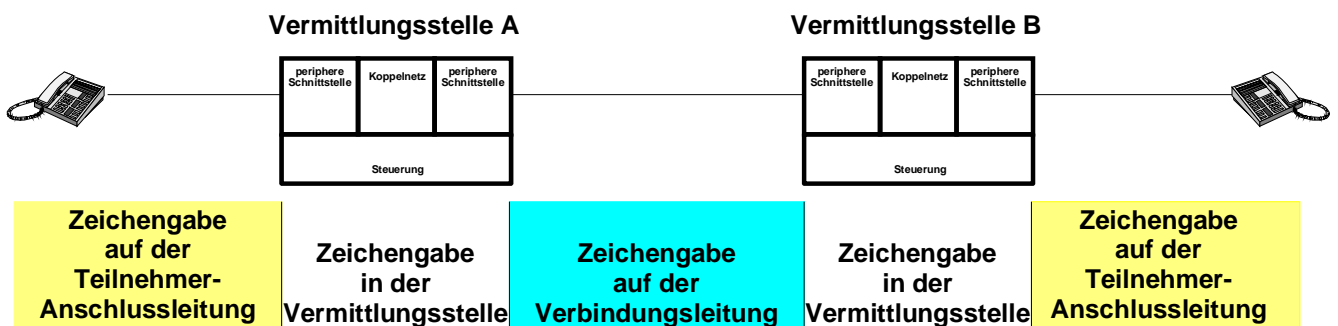 Vermittlungsstelle A
Vermittlungsstelle B
periphere
Schnittstelle
Koppelnetz
periphere
Schnittstelle
Steuerung
periphere
Schnittstelle
Koppelnetz
periphere
Schnittstelle
Steuerung
Zeichengabe
auf der
Teilnehmer-
Anschlussleitung
Zeichengabe
in der
Vermittlungsstelle
Zeichengabe
auf der
Verbindungsleitung
Zeichengabe
in der
Vermittlungsstelle
Zeichengabe
auf der
Teilnehmer-
Anschlussleitung